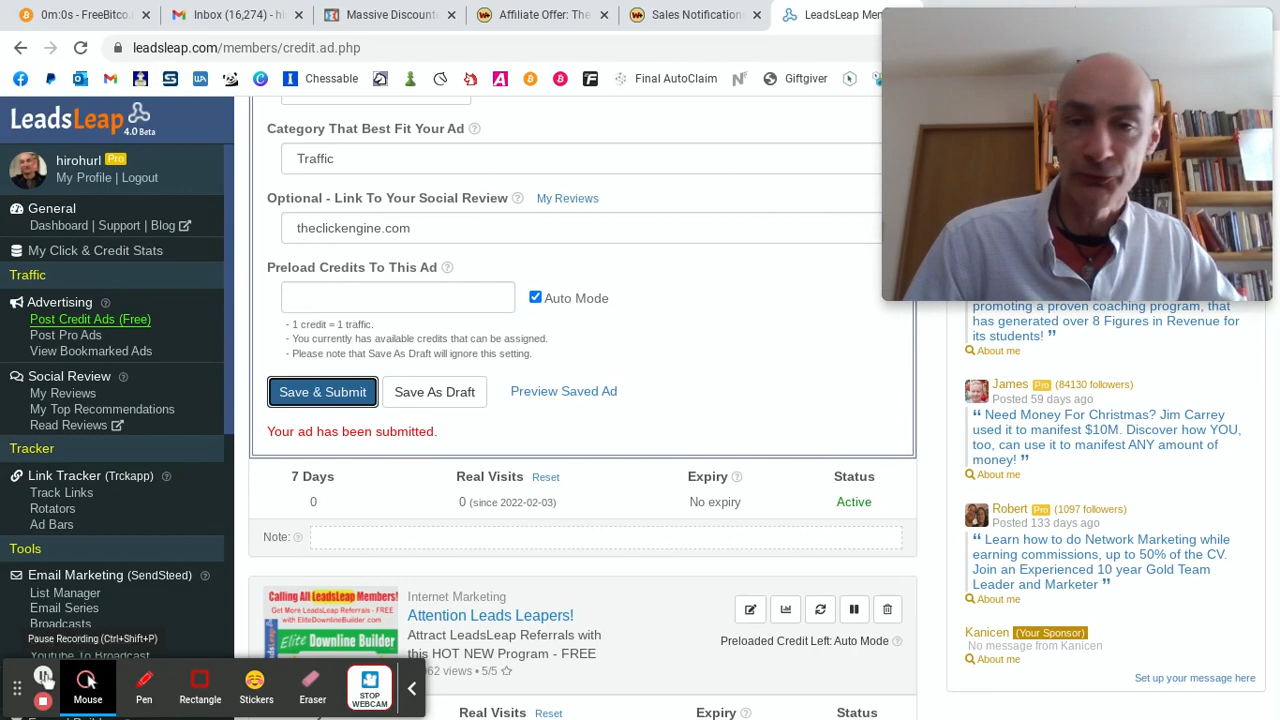 0m:0s - FreeBitco.
Inbox (16,274) - hi
Massive Discount
Affiliate Offer: The
Sales Notification
LeadsLeap Mem
leadsleap.com/members/credit.ad.php
Chessable
Final AutoClaim
Giftgiver
LeadsLeap
4.0 Beta
hirohurl Pro
My Profile | Logout
General
Dashboard | Support | Blog
My Click & Credit Stats
Traffic
Advertising
Post Credit Ads (Free)
Post Pro Ads
View Bookmarked Ads
Social Review
My Reviews
My Top Recommendations
Read Reviews
Tracker
Link Tracker (Trckapp)
Track Links
Rotators
Ad Bars
Tools
Email Marketing (SendSteed)
List Manager
Email Series
Broadcasts
Pause Recording (Ctrl+Shift+P)
Youtube To Broadcast
Mouse
Pen
Rectangle
Stickers
Eraser
STOP WEBCAM
Category That Best Fit Your Ad
Traffic
Optional - Link To Your Social Review
My Reviews
theclickengine.com
Preload Credits To This Ad
Auto Mode
- 1 credit = 1 traffic.
- You currently have available credits that can be assigned.
- Please note that Save As Draft will ignore this setting.
Save & Submit
Save As Draft
Preview Saved Ad
Your ad has been submitted.
7 Days
Real Visits Reset
Expiry
Status
0
0 (since 2022-02-03)
No expiry
Active
Note:
Calling All LeadsLeap Members!
Get More LeadsLeap Referrals - FREE
with EliteDownlineBuilder
Elite Downline Builder
Internet Marketing
Attention Leads Leapers!
Attract LeadsLeap Referrals with
this HOT NEW Program - FREE
62 views • 5/5
Preloaded Credit Left: Auto Mode
Real Visits Reset
Expiry
Status
promoting a proven coaching program, that
has generated over 8 Figures in Revenue for
its students! ”
About me
James Pro (84130 followers)
Posted 59 days ago
“ Need Money For Christmas? Jim Carrey
used it to manifest $10M. Discover how YOU,
too, can use it to manifest ANY amount of
money! ”
About me
Robert Pro (1097 followers)
Posted 133 days ago
“ Learn how to do Network Marketing while
earning commissions, up to 50% of the CV.
Join an Experienced 10 year Gold Team
Leader and Marketer ”
About me
Kanicen (Your Sponsor)
No message from Kanicen
About me
Set up your message here